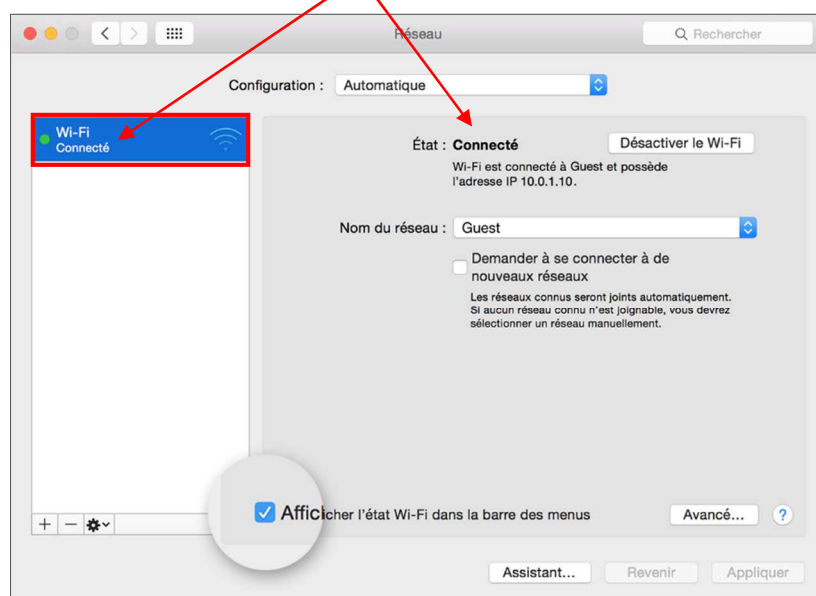 Réseau
Rechercher
Configuration : Automatique
Wi-Fi
Connecté
État : Connecté
Désactiver le Wi-Fi
Wi-Fi est connecté à Guest et possède
l'adresse IP 10.0.1.10.
Nom du réseau : Guest
Demander à se connecter à de
nouveaux réseaux
Les réseaux connus seront joints automatiquement.
Si aucun réseau connu n'est joignable, vous devrez
sélectionner un réseau manuellement.
Afficher l'état Wi-Fi dans la barre des menus
Avancé... ?
Assistant... Revenir Appliquer